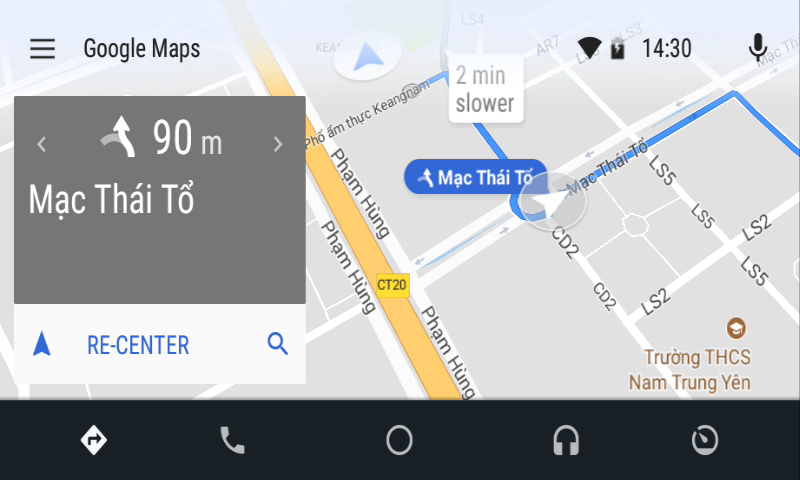 Google Maps
14:30
90 m
Mạc Thái Tổ
RE-CENTER
LS4
AR7
LS3
2 min
slower
Phố ẩm thực Keangnam
Mạc Thái Tổ
Mạc Thái Tổ
Phạm Hùng
Phạm Hùng
Phạm Hùng
CT20
CD2
CD2
LS5
LS5
LS5
LS2
LS2
Trường THCS
Nam Trung Yên